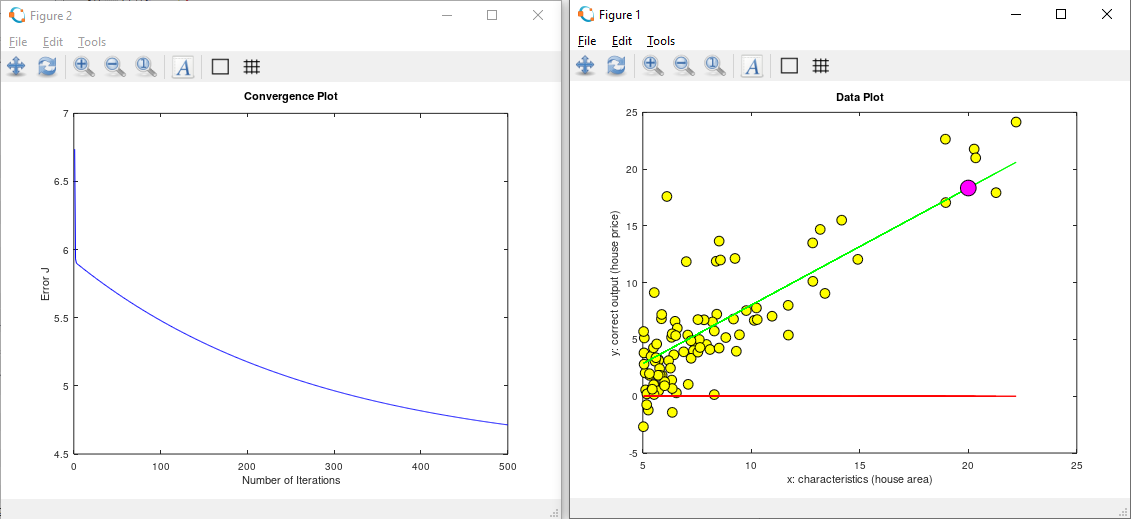 Figure 2
File Edit Tools
A
Convergence Plot
7
6.5
6
5.5
5
4.5
Error J
0 100 200 300 400 500
Number of Iterations
Figure 1
File Edit Tools
1
A
Data Plot
25
20
15
10
5
0
-5
y: correct output (house price)
5 10 15 20 25
x: characteristics (house area)